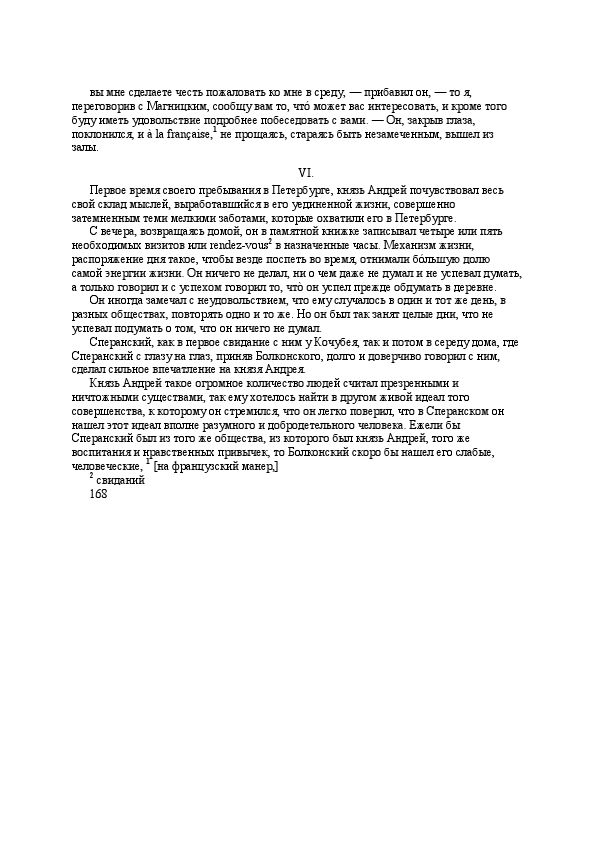 вы мне сделаете честь пожаловать ко мне в среду, — прибавил он, — то я,
переговорив с Магницким, сообщу вам то, что́ может вас интересовать, и кроме того
буду иметь удовольствие подробнее побеседовать с вами. — Он, закрыв глаза,
поклонился, и à la française,1 не прощаясь, стараясь быть незамеченным, вышел из
залы.
VI.
Первое время своего пребывания в Петербурге, князь Андрей почувствовал весь
свой склад мыслей, выработавшийся в его уединенной жизни, совершенно
затемненным теми мелкими заботами, которые охватили его в Петербурге.
С вечера, возвращаясь домой, он в памятной книжке записывал четыре или пять
необходимых визитов или rendez-vous2 в назначенные часы. Механизм жизни,
распоряжение дня такое, чтобы везде поспеть во время, отнимали бо́льшую долю
самой энергии жизни. Он ничего не делал, ни о чем даже не думал и не успевал думать,
а только говорил и с успехом говорил то, что̀ он успел прежде обдумать в деревне.
Он иногда замечал с неудовольствием, что ему случалось в один и тот же день, в
разных обществах, повторять одно и то же. Но он был так занят целые дни, что не
успевал подумать о том, что он ничего не думал.
Сперанский, как в первое свидание с ним у Кочубея, так и потом в середу дома, где
Сперанский с глазу на глаз, приняв Болконского, долго и доверчиво говорил с ним,
сделал сильное впечатление на князя Андрея.
Князь Андрей такое огромное количество людей считал презренными и
ничтожными существами, так ему хотелось найти в другом живой идеал того
совершенства, к которому он стремился, что он легко поверил, что в Сперанском он
нашел этот идеал вполне разумного и добродетельного человека. Ежели бы
Сперанский был из того же общества, из которого был князь Андрей, того же
воспитания и нравственных привычек, то Болконский скоро бы нашел его слабые,
человеческие, 1 [на французский манер,]
2 свиданий
168